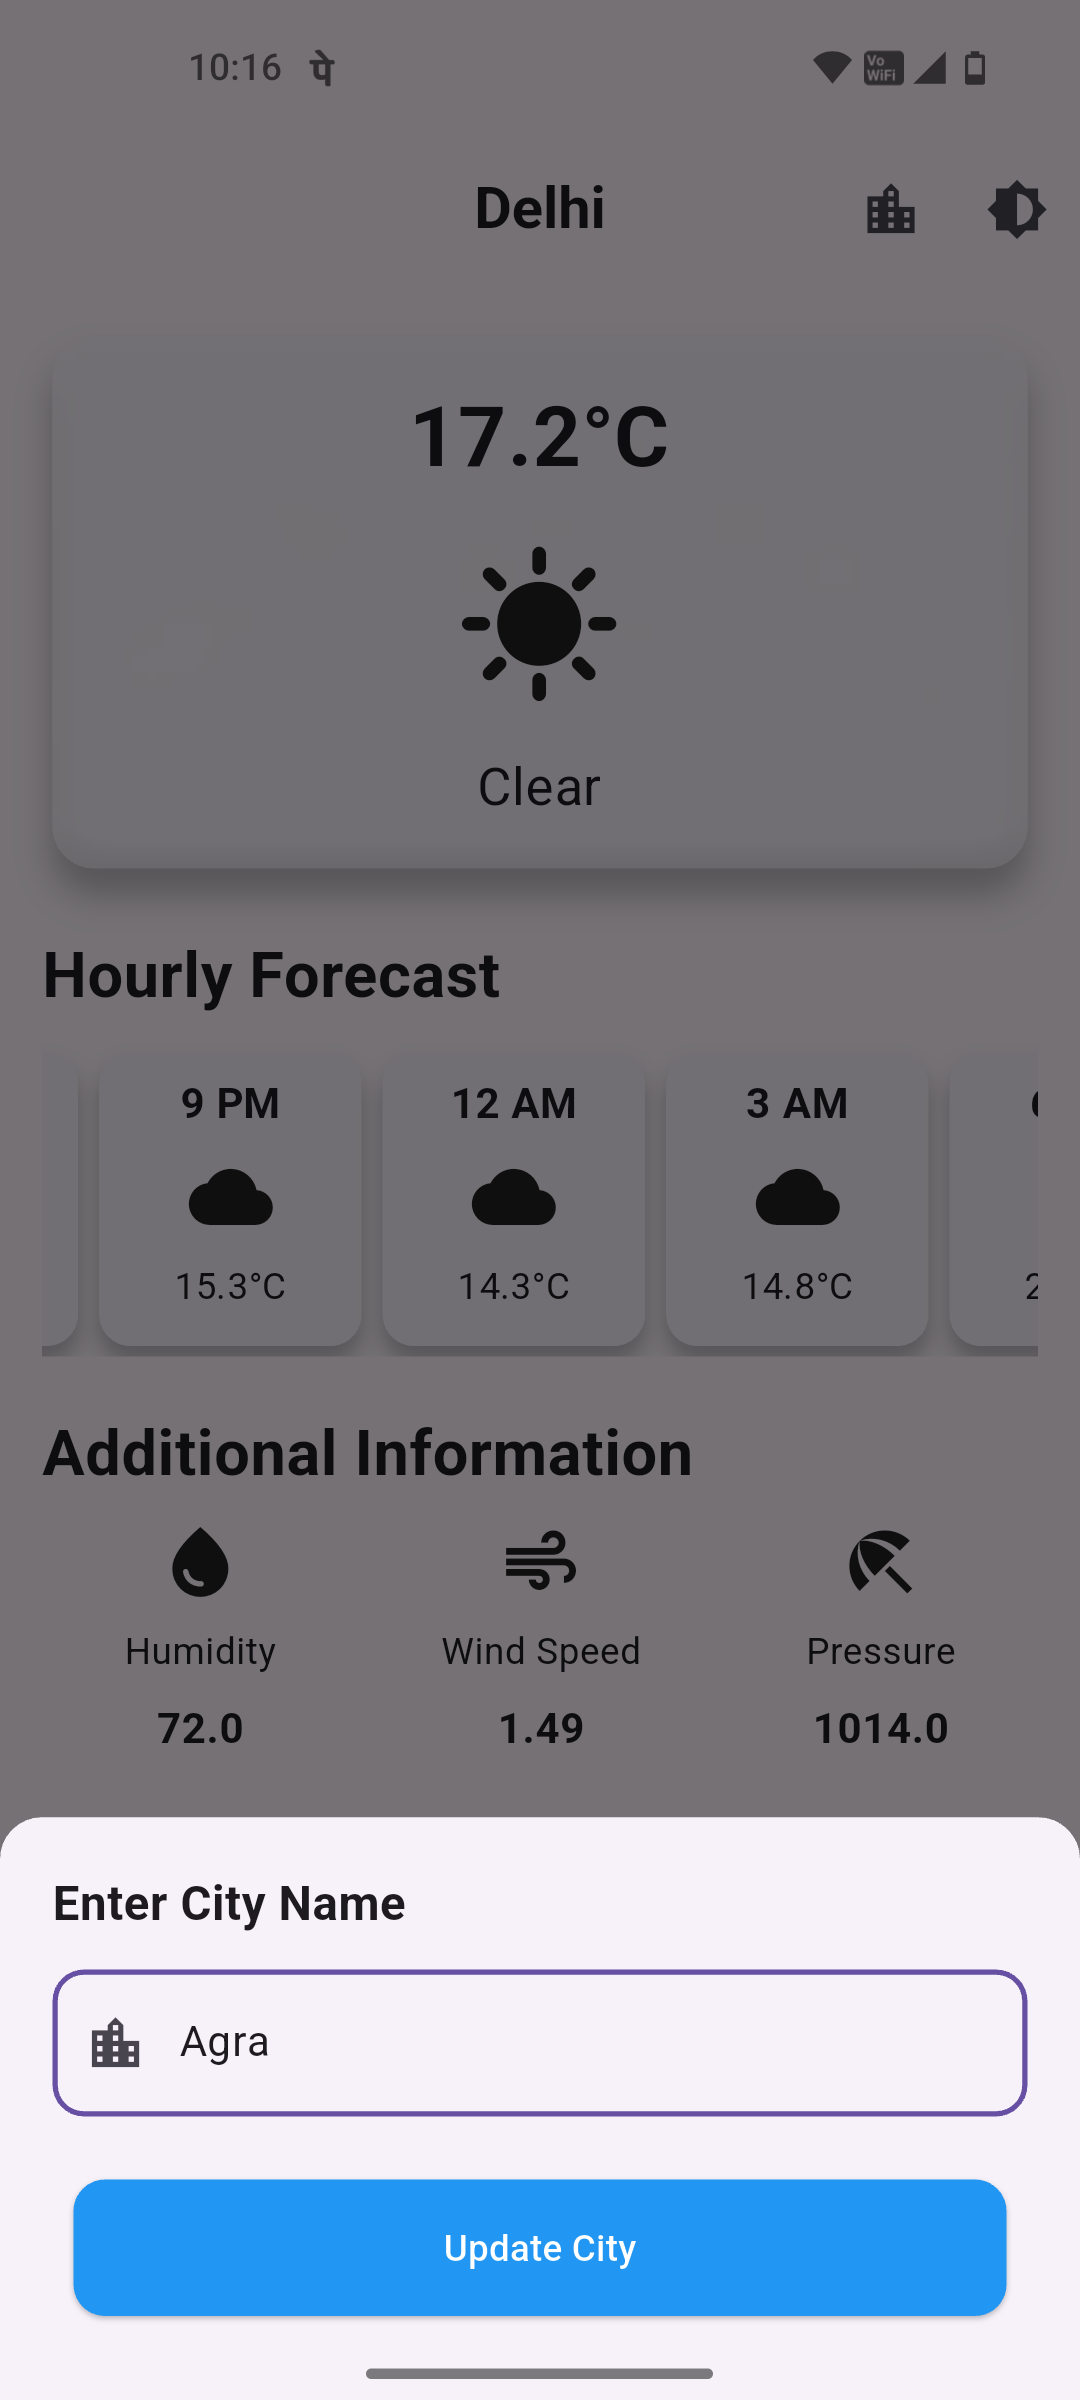 10:16 पे
Vo WiFi
Delhi
17.2°C
Clear
Hourly Forecast
9 PM 12 AM 3 AM
15.3°C 14.3°C 14.8°C 2
Additional Information
Humidity Wind Speed Pressure
72.0 1.49 1014.0
Enter City Name
Agra
Update City